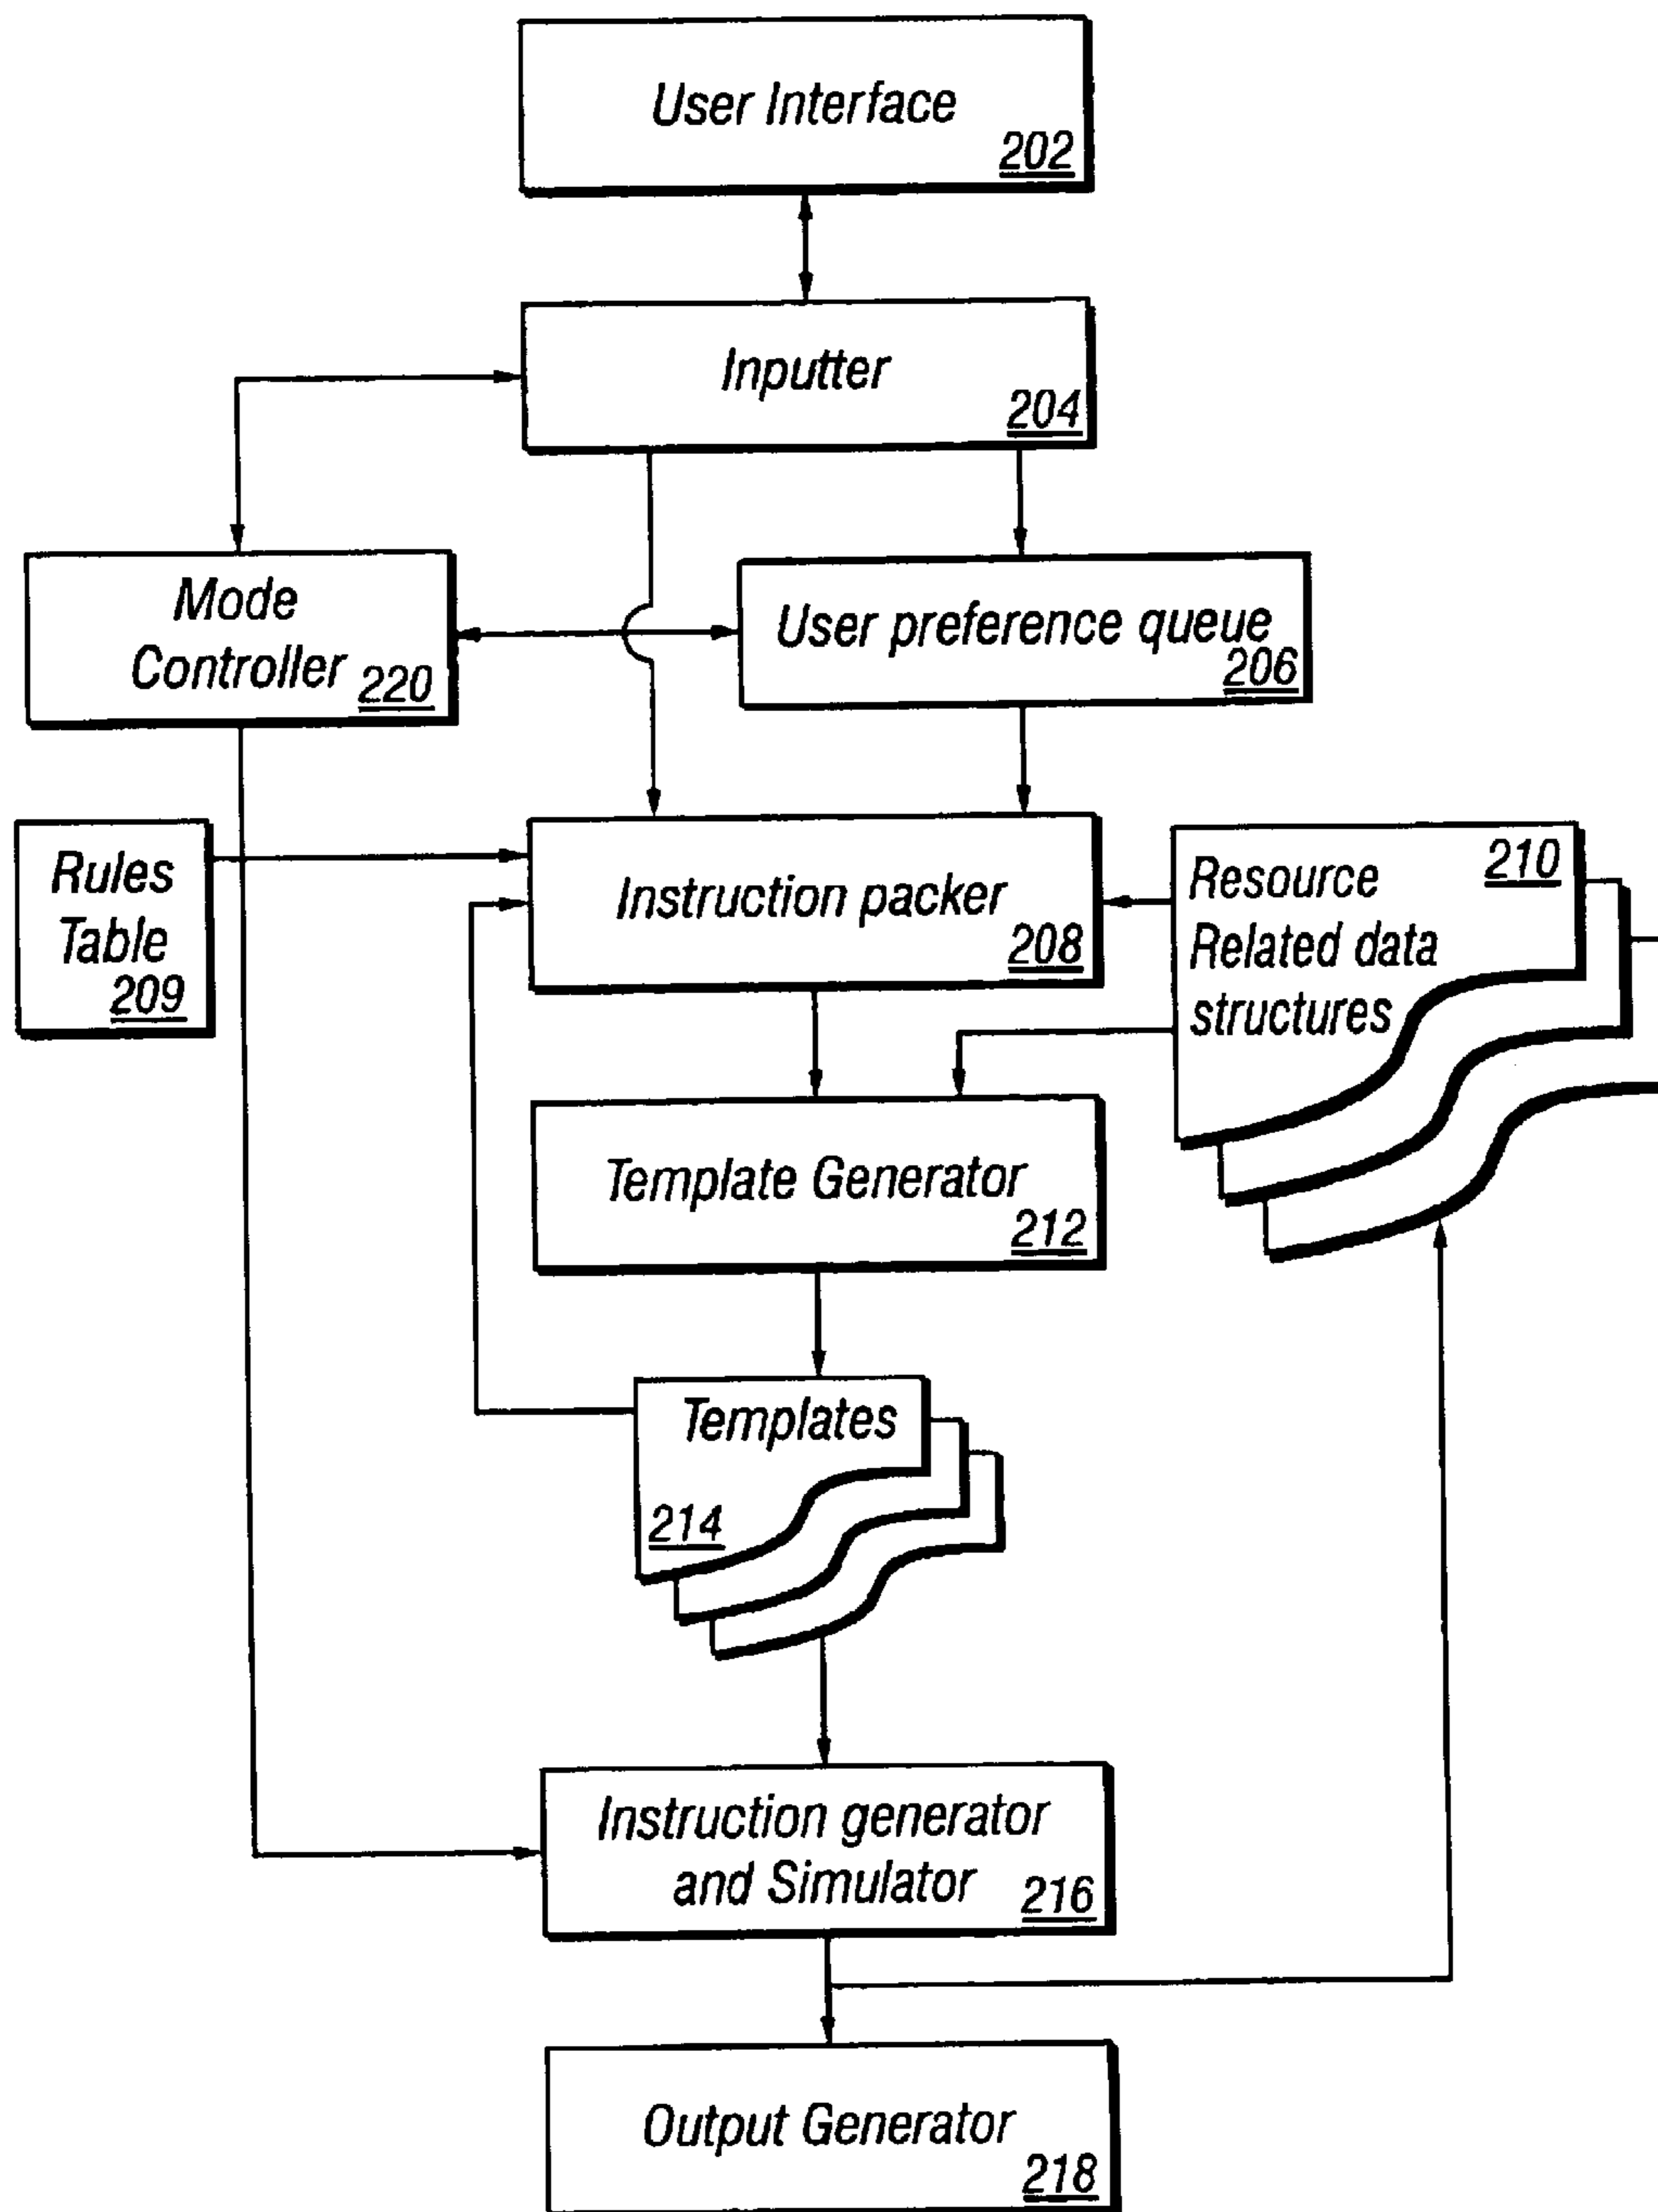 User Interface
202
Inputter
204
Mode
Controller 220
User preference queue
206
Rules
Table
209
Instruction packer
208
Resource 210
Related data
structures
Template Generator
212
Templates
214
Instruction generator
and Simulator 216
Output Generator
218